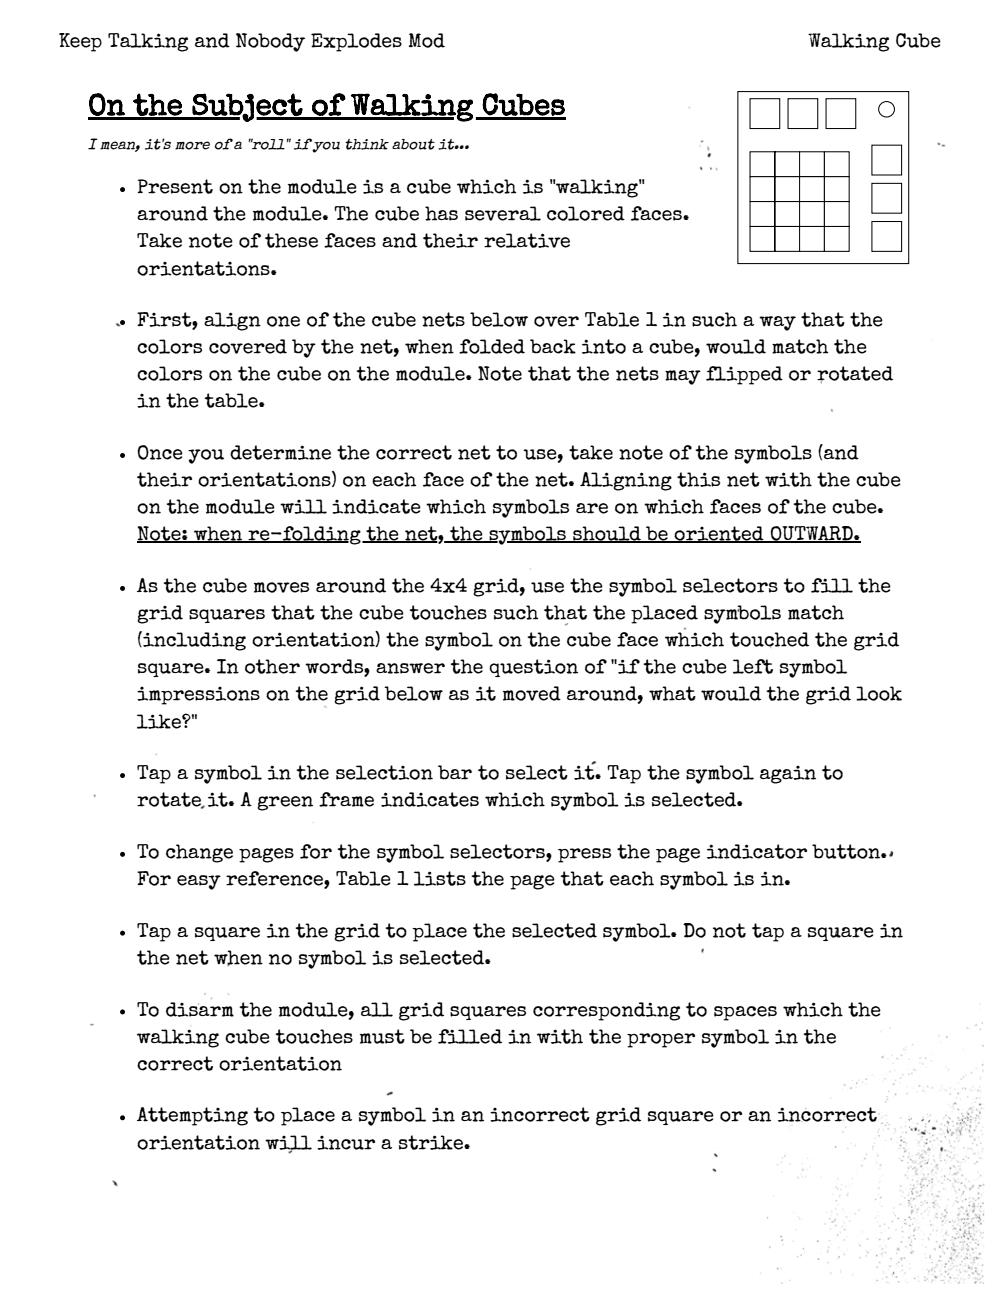 Keep Talking and Nobody Explodes Mod
Walking Cube
On the Subject of Walking Cubes
I mean, it's more of a "roll" if you think about it...
• Present on the module is a cube which is "walking"
around the module. The cube has several colored faces.
Take note of these faces and their relative
orientations.
• First, align one of the cube nets below over Table 1 in such a way that the
colors covered by the net, when folded back into a cube, would match the
colors on the cube on the module. Note that the nets may flipped or rotated
in the table.
• Once you determine the correct net to use, take note of the symbols (and
their orientations) on each face of the net. Aligning this net with the cube
on the module will indicate which symbols are on which faces of the cube.
Note: when re-folding the net, the symbols should be oriented OUTWARD.
• As the cube moves around the 4x4 grid, use the symbol selectors to fill the
grid squares that the cube touches such that the placed symbols match
(including orientation) the symbol on the cube face which touched the grid
square. In other words, answer the question of "if the cube left symbol
impressions on the grid below as it moved around, what would the grid look
like?"
• Tap a symbol in the selection bar to select it. Tap the symbol again to
rotate it. A green frame indicates which symbol is selected.
• To change pages for the symbol selectors, press the page indicator button.
For easy reference, Table 1 lists the page that each symbol is in.
• Tap a square in the grid to place the selected symbol. Do not tap a square in
the net when no symbol is selected.
• To disarm the module, all grid squares corresponding to spaces which the
walking cube touches must be filled in with the proper symbol in the
correct orientation
• Attempting to place a symbol in an incorrect grid square or an incorrect
orientation will incur a strike.